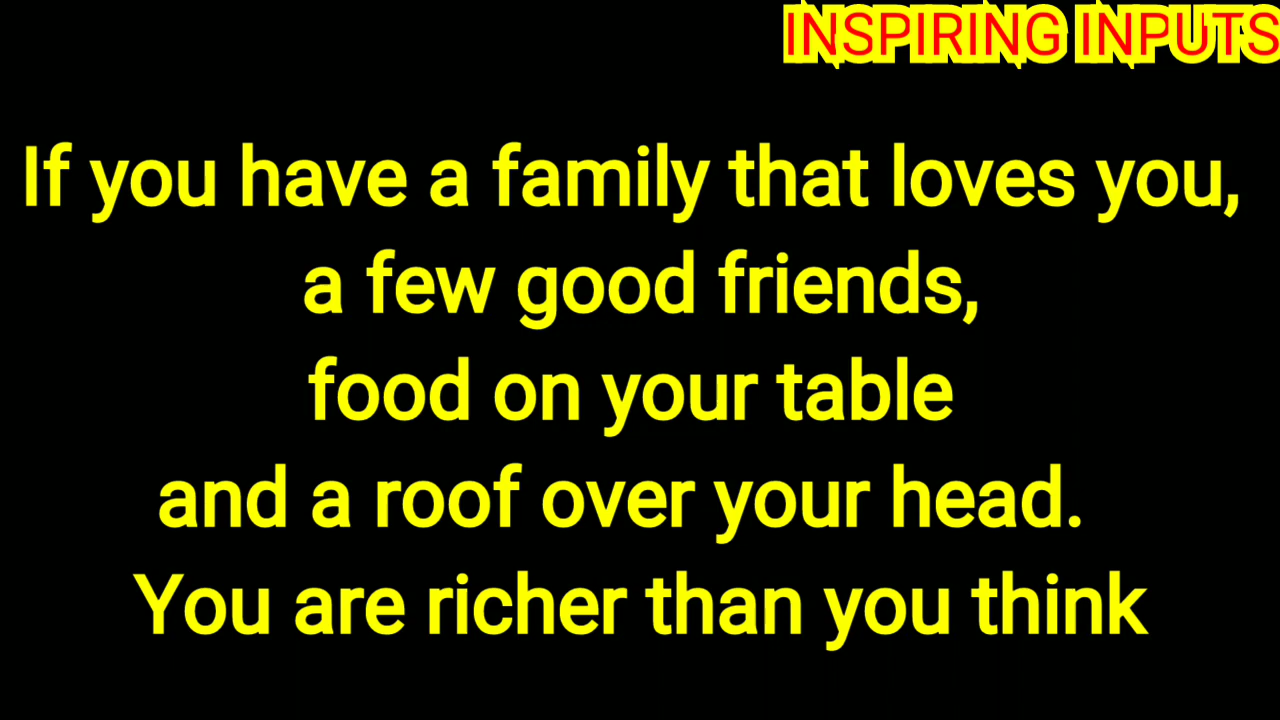 INSPIRING INPUTS
If you have a family that loves you,
a few good friends,
food on your table
and a roof over your head.
You are richer than you think